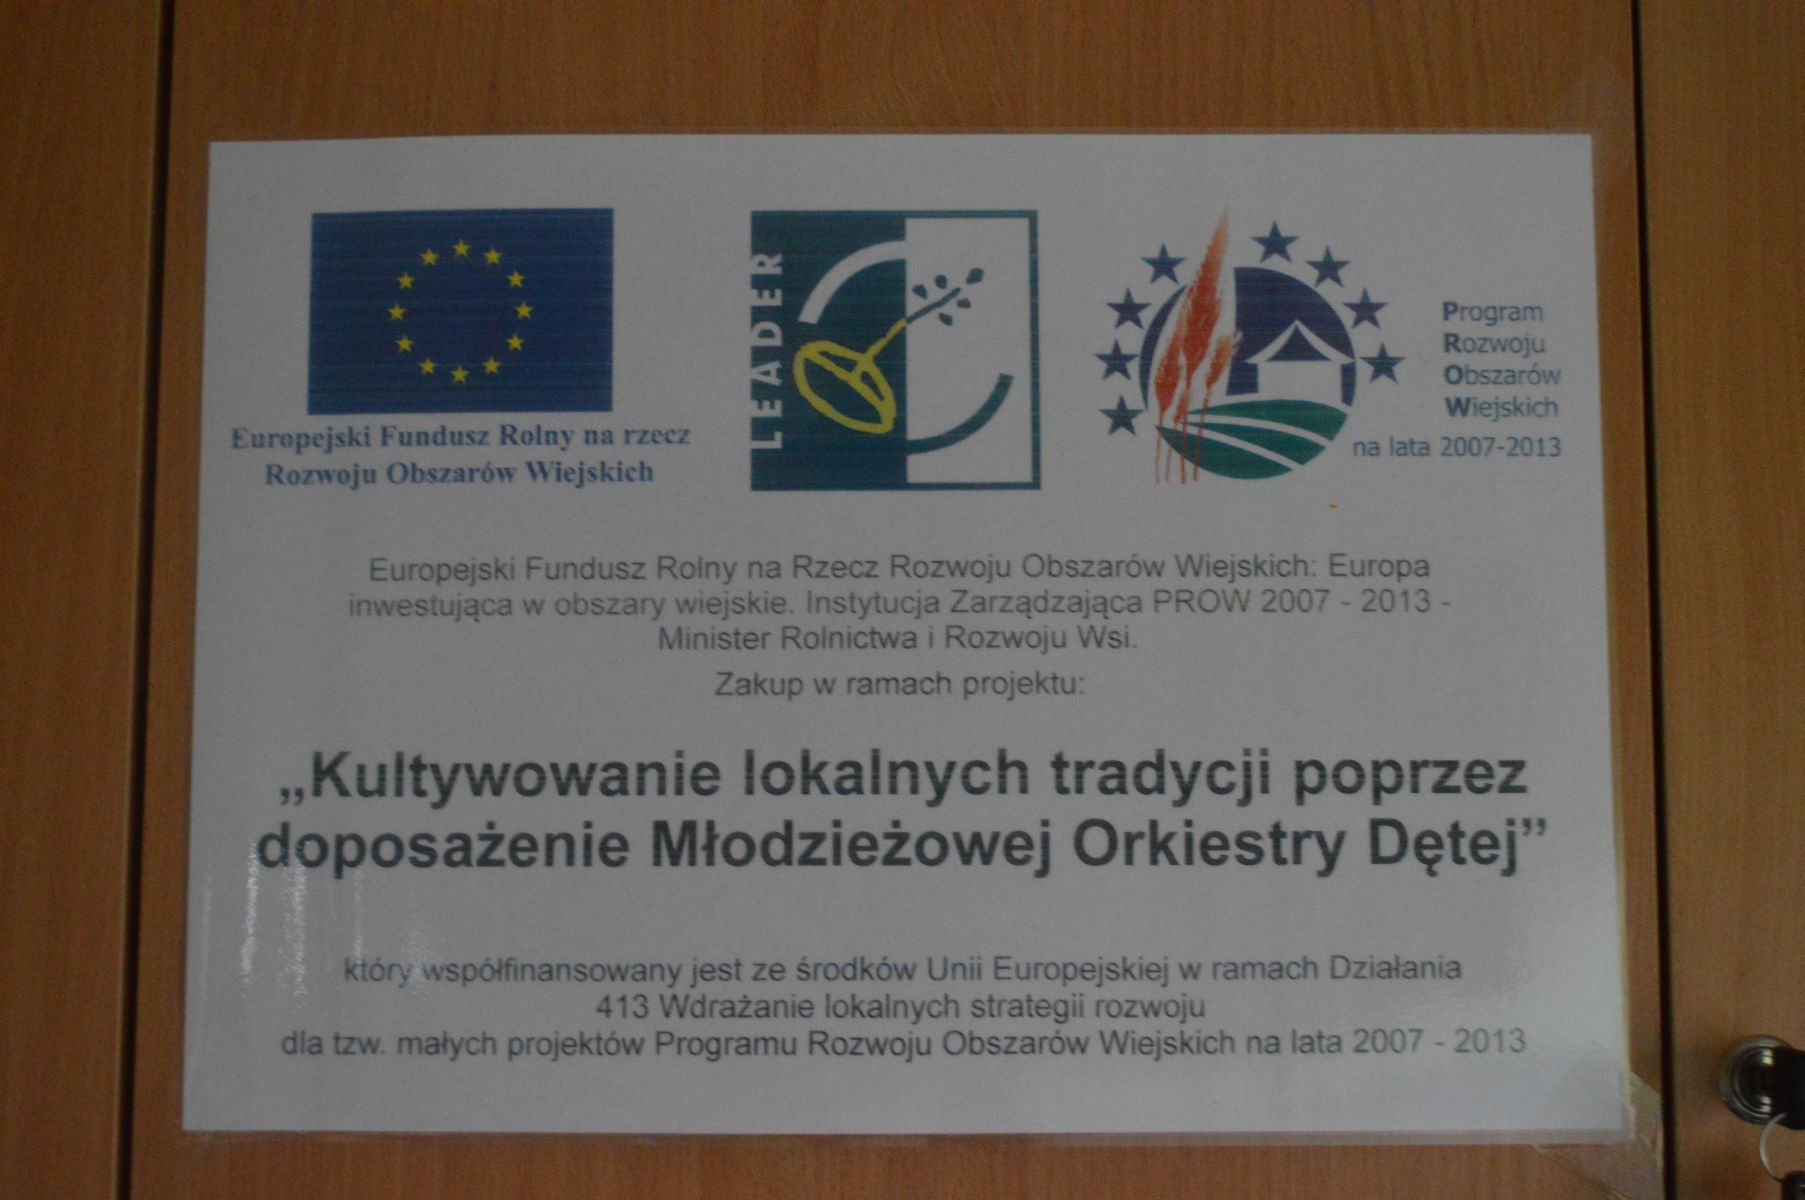 Europejski Fundusz Rolny na rzecz
Rozwoju Obszarów Wiejskich
LEADER
Program
Rozwoju
Obszarów
Wiejskich
na lata 2007-2013
Europejski Fundusz Rolny na Rzecz Rozwoju Obszarów Wiejskich: Europa
inwestująca w obszary wiejskie. Instytucja Zarządzająca PROW 2007 - 2013 -
Minister Rolnictwa i Rozwoju Wsi.
Zakup w ramach projektu:
„Kultywowanie lokalnych tradycji poprzez
doposażenie Młodzieżowej Orkiestry Dętej”
który współfinansowany jest ze środków Unii Europejskiej w ramach Działania
413 Wdrażanie lokalnych strategii rozwoju
dla tzw. małych projektów Programu Rozwoju Obszarów Wiejskich na lata 2007 - 2013